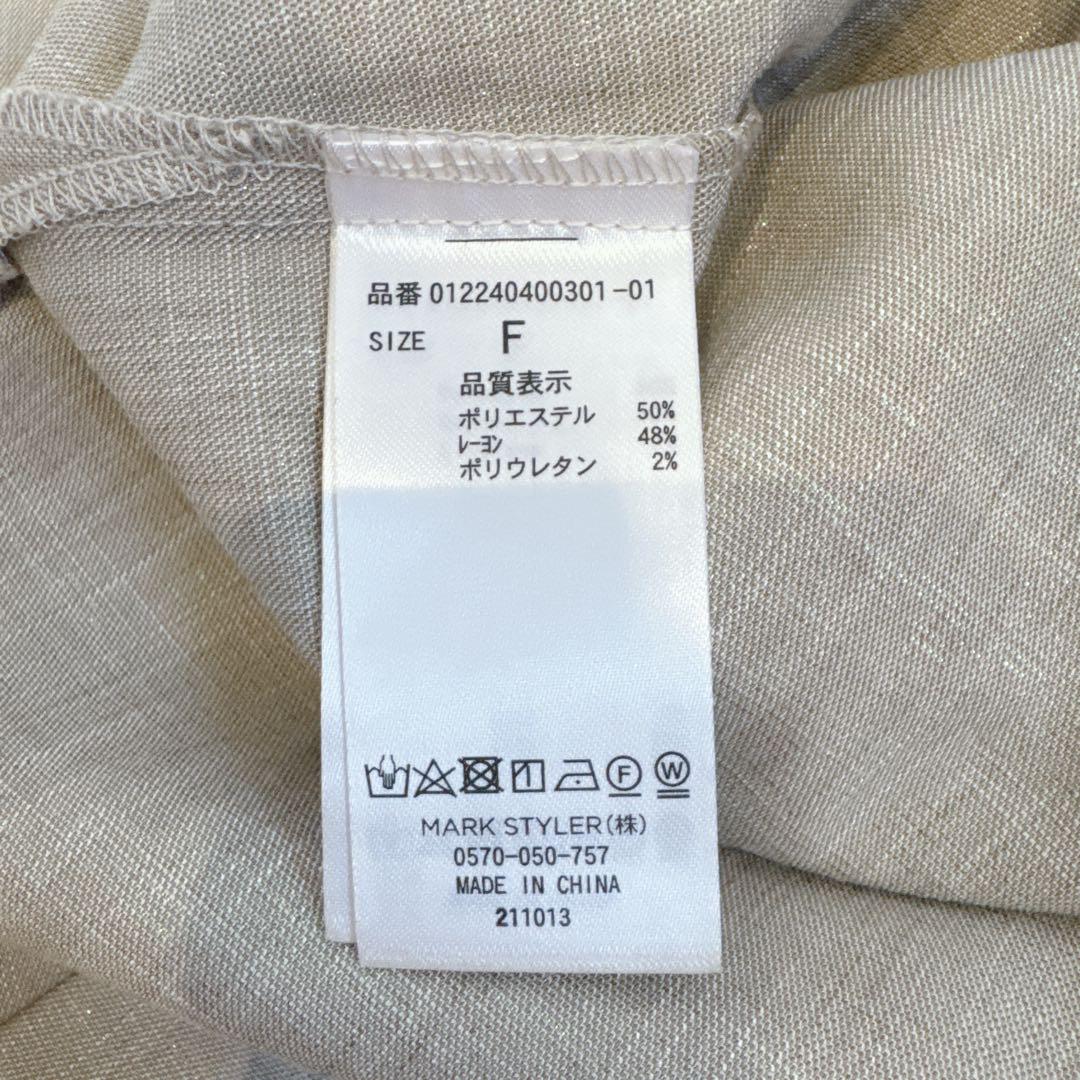 品番 012240400301-01
SIZE F
品質表示
ポリエステル 50%
レーヨン 48%
ポリウレタン 2%
F W
MARK STYLER(株)
0570-050-757
MADE IN CHINA
211013